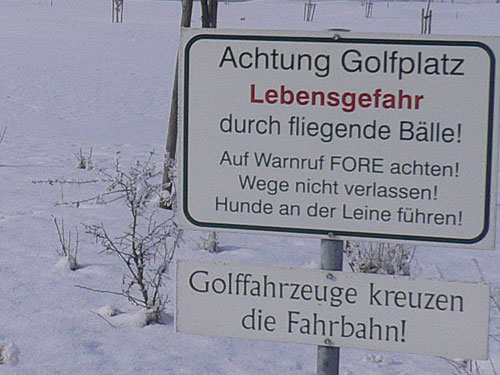 Achtung Golfplatz
Lebensgefahr
durch fliegende Bälle!
Auf Warnruf FORE achten!
Wege nicht verlassen!
Hunde an der Leine führen!
Golffahrzeuge kreuzen
die Fahrbahn!